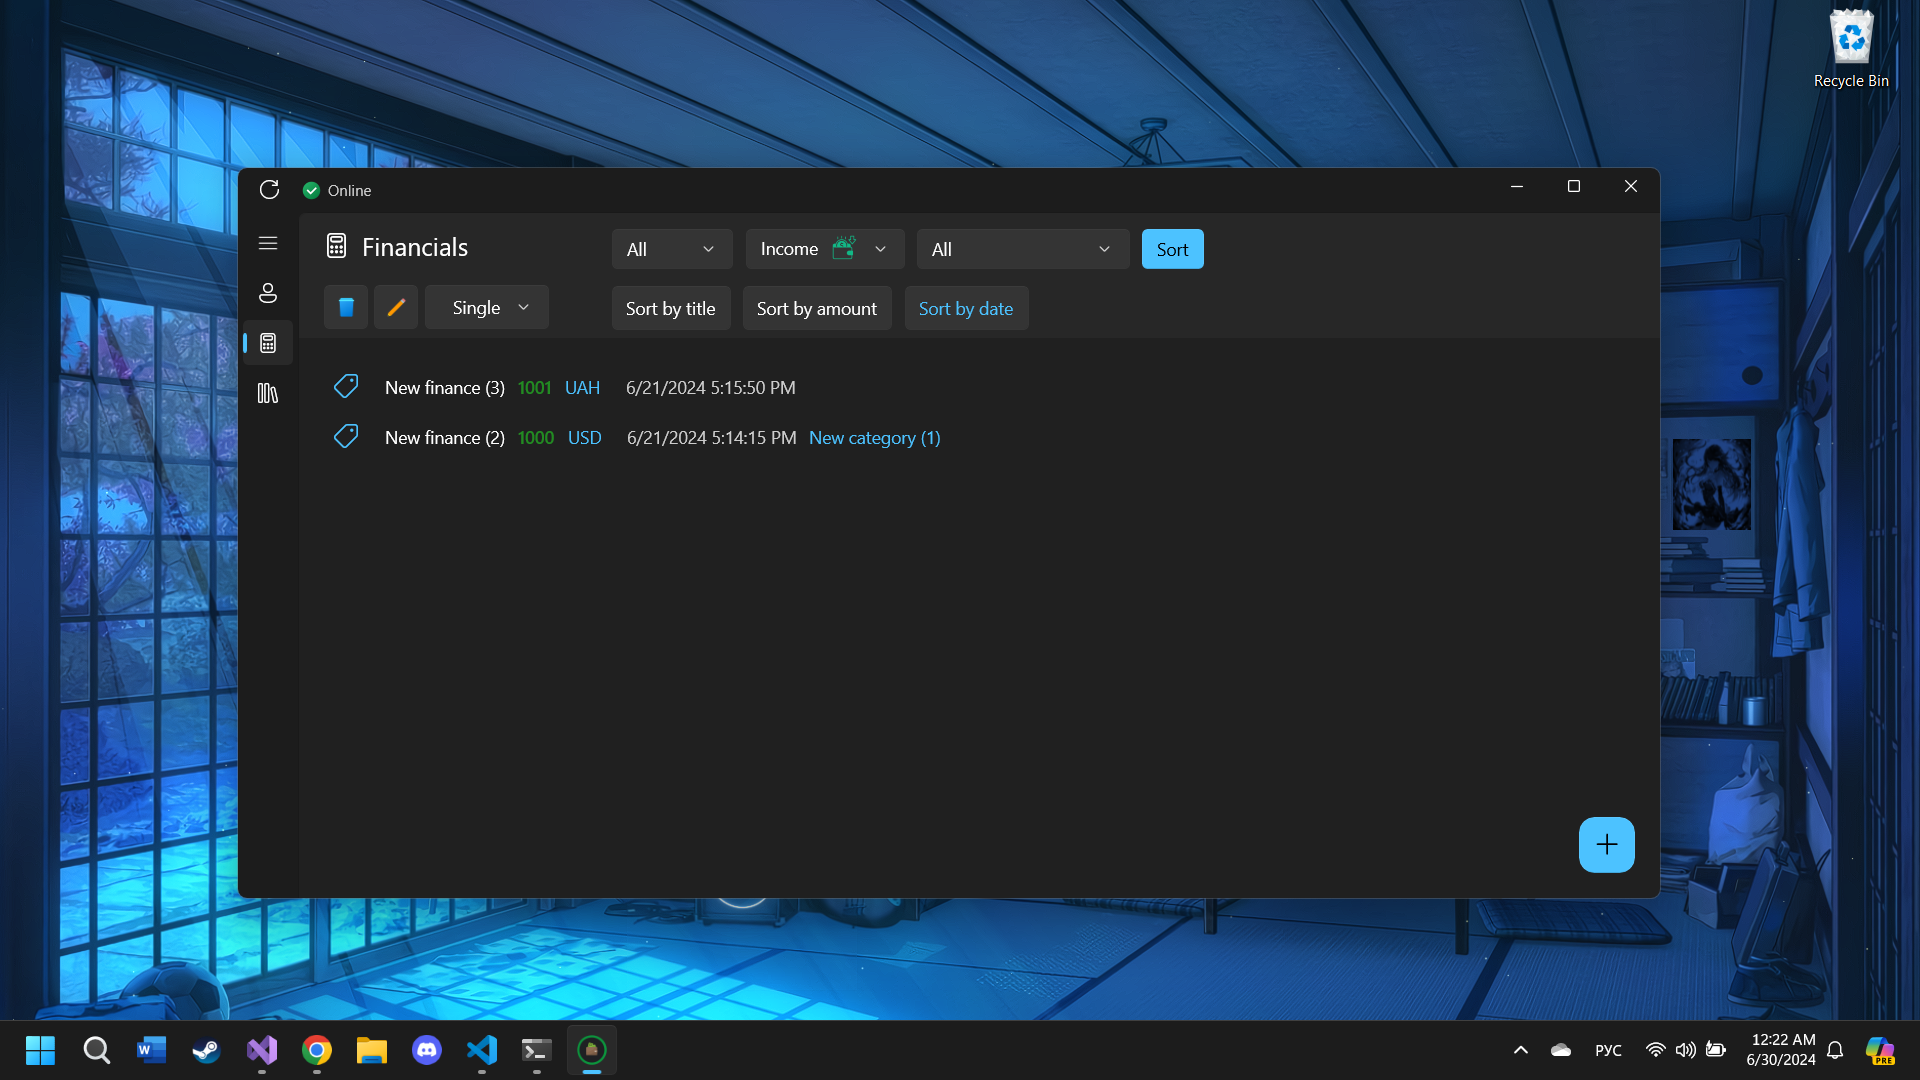 Recycle Bin
Online
Financials
All
Income
All
Sort
Single
Sort by title
Sort by amount
Sort by date
New finance (3) 1001 UAH 6/21/2024 5:15:50 PM
New finance (2) 1000 USD 6/21/2024 5:14:15 PM New category (1)
РУС
12:22 AM
6/30/2024
PRE